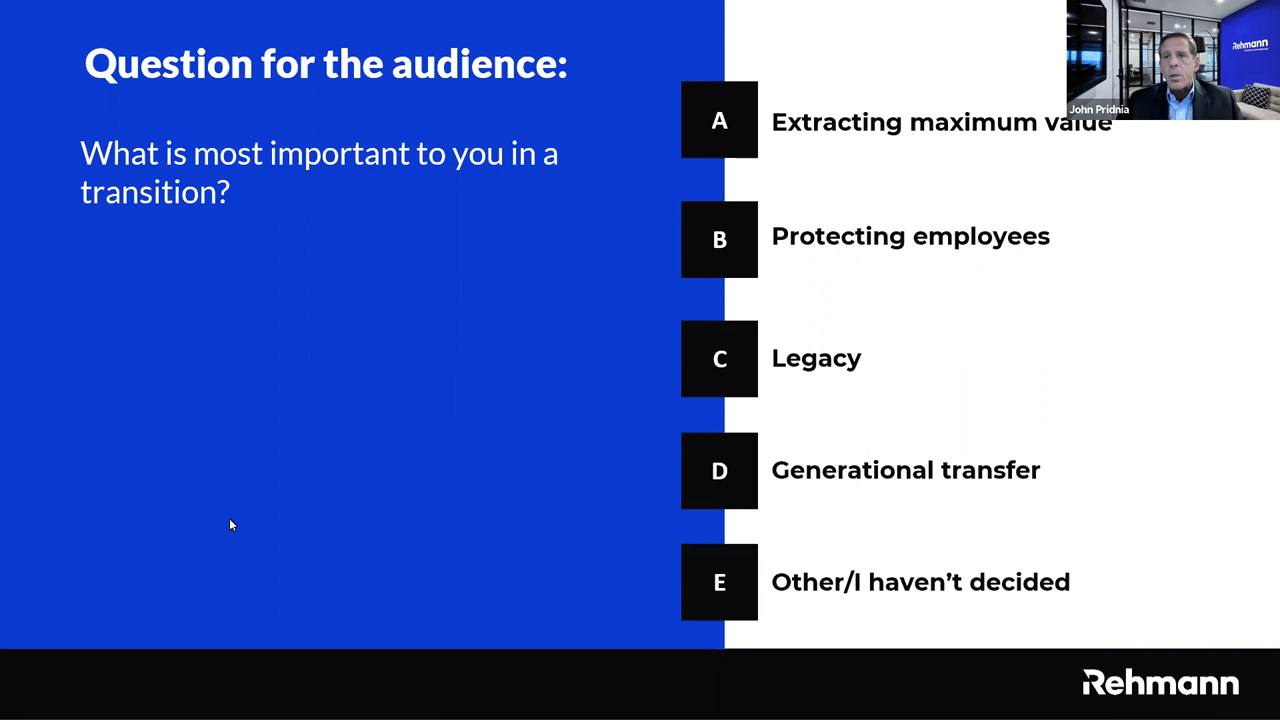 Question for the audience:
What is most important to you in a
transition?
A
Extracting maximum value
B
Protecting employees
C
Legacy
D
Generational transfer
E
Other/I haven’t decided
Rehmann
John Pridnia
Rehmann